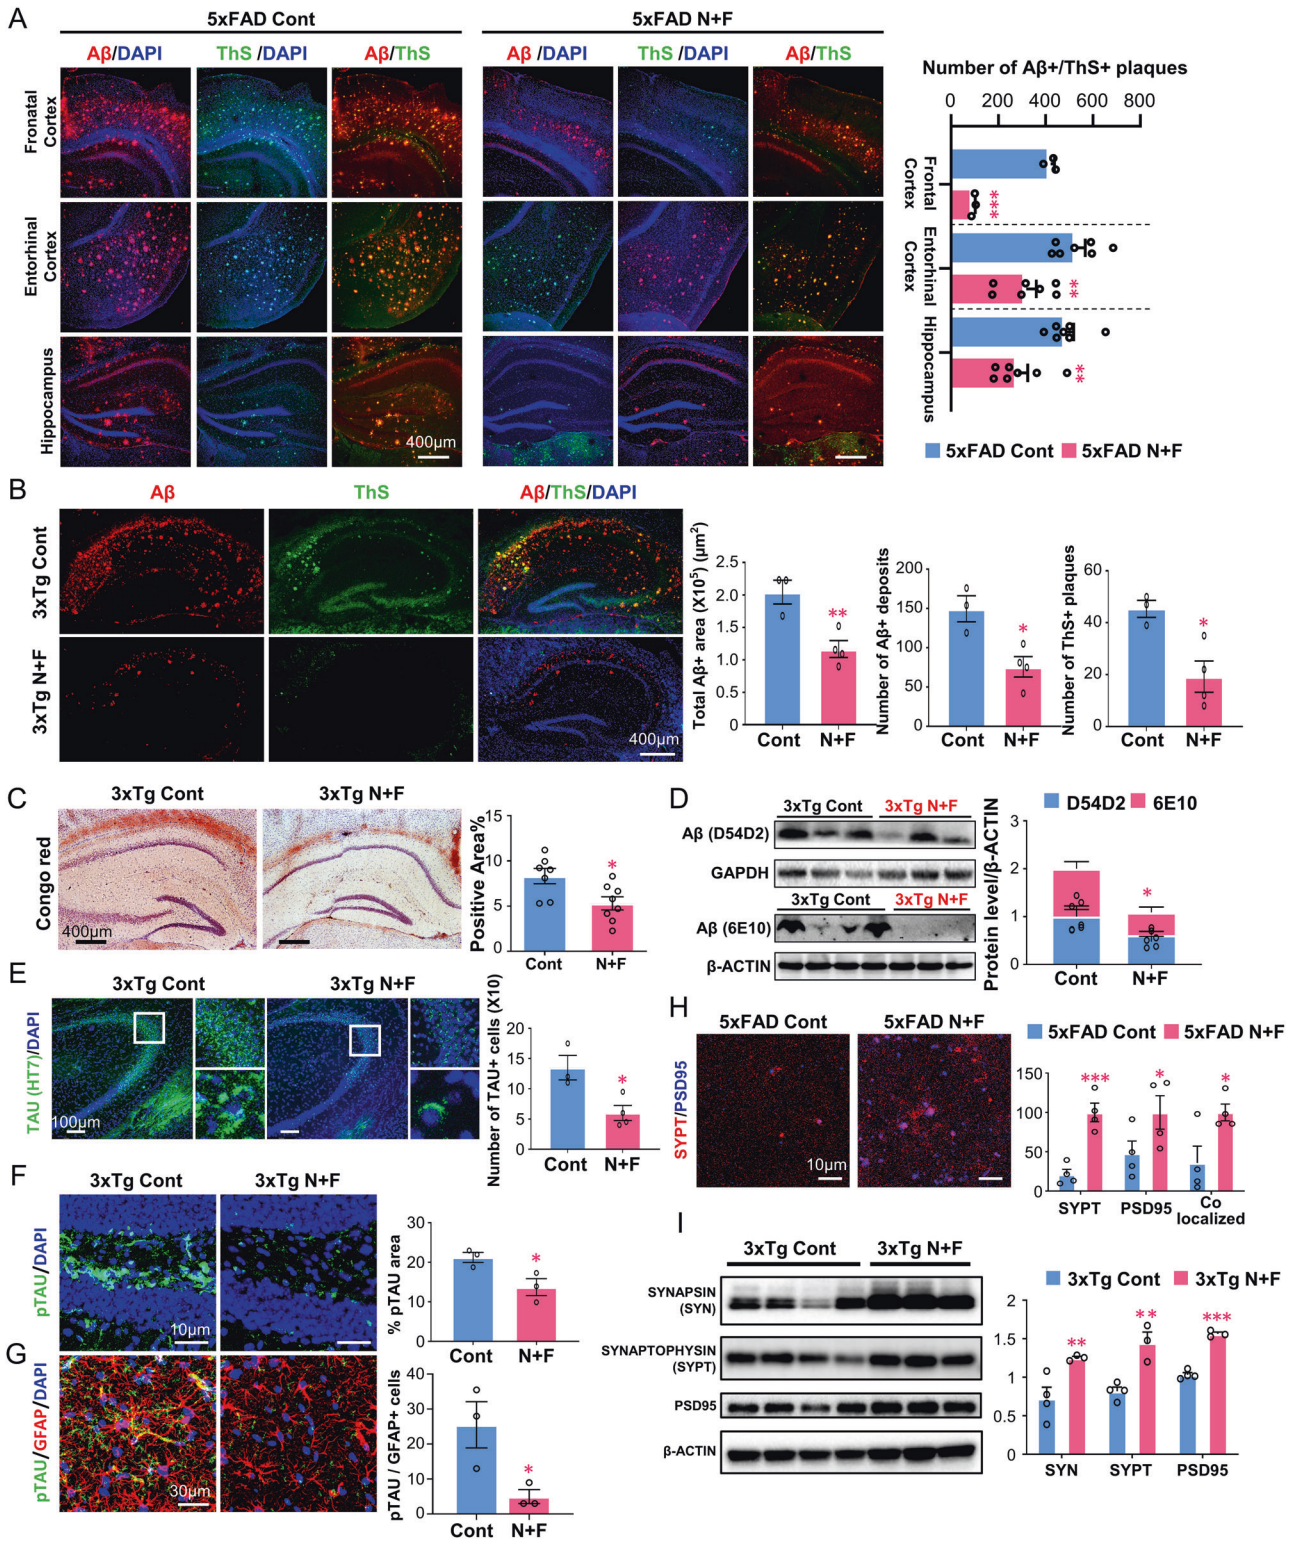 A
5xFAD Cont
5xFAD N+F
Aβ/DAPI
ThS /DAPI
Aβ/ThS
Aβ /DAPI
ThS /DAPI
Aβ/ThS
Fronatal
Cortex
Entorhinal
Cortex
Hippocampus
400μm
Number of Aβ+/ThS+ plaques
0 200 400 600 800
Frontal
Cortex
Entorhinal
Cortex
Hippocampus
***
**
**
5xFAD Cont 5xFAD N+F
B
Aβ
ThS
Aβ/ThS/DAPI
3xTg Cont
3xTg N+F
400μm
Total Aβ+ area (X10⁵) (μm²)
2.5
2.0
1.5
1.0
0.5
0
**
Cont N+F
Number of Aβ+ deposits
200
150
100
50
0
*
Cont N+F
Number of ThS+ plaques
60
40
20
0
*
Cont N+F
C
3xTg Cont
3xTg N+F
Congo red
400μm
Positive Area%
15
10
5
0
*
Cont N+F
D
3xTg Cont 3xTg N+F
Aβ (D54D2)
GAPDH
3xTg Cont 3xTg N+F
Aβ (6E10)
β-ACTIN
D54D2 6E10
Protein level/β-ACTIN
3
2
1
0
*
Cont N+F
E
3xTg Cont
3xTg N+F
TAU (HT7)/DAPI
100μm
Number of TAU+ cells (X10)
20
15
10
5
0
*
Cont N+F
F
3xTg Cont
3xTg N+F
pTAU/DAPI
10μm
% pTAU area
30
20
10
0
*
Cont N+F
G
pTAU/GFAP/DAPI
30μm
pTAU / GFAP+ cells
40
30
20
10
0
*
Cont N+F
H
5xFAD Cont
5xFAD N+F
SYPT/PSD95
10μm
5xFAD Cont 5xFAD N+F
150
100
50
0
***
*
*
SYPT PSD95 Co
localized
I
3xTg Cont 3xTg N+F
SYNAPSIN
(SYN)
SYNAPTOPHYSIN
(SYPT)
PSD95
β-ACTIN
3xTg Cont 3xTg N+F
2
1.5
1
0.5
0
**
**
***
SYN SYPT PSD95